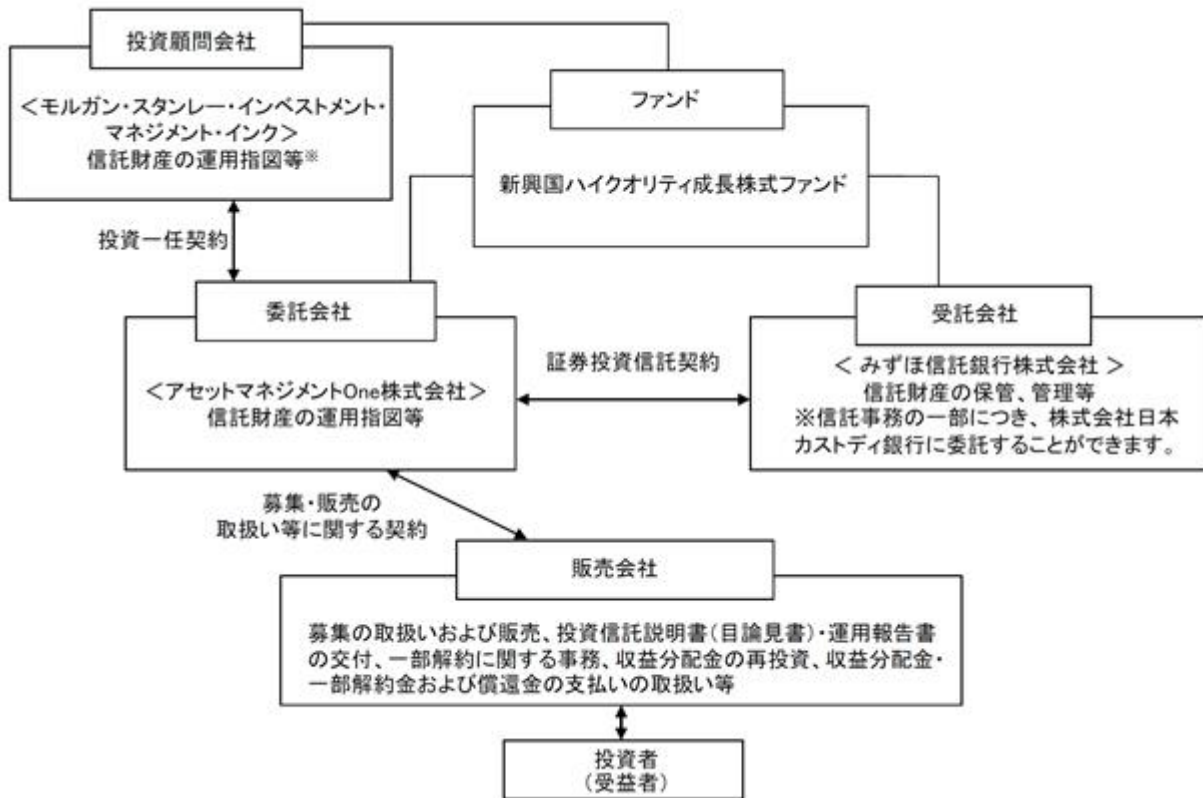 投資顧問会社
＜モルガン・スタンレー・インベストメント・
マネジメント・インク＞
信託財産の運用指図等※
ファンド
新興国ハイクオリティ成長株式ファンド
投資一任契約
委託会社
＜アセットマネジメントOne株式会社＞
信託財産の運用指図等
証券投資信託契約
受託会社
＜ みずほ信託銀行株式会社 ＞
信託財産の保管、管理等
※信託事務の一部につき、株式会社日本
カストディ銀行に委託することができます。
募集・販売の
取扱い等に関する契約
販売会社
募集の取扱いおよび販売、投資信託説明書(目論見書)・運用報告書
の交付、一部解約に関する事務、収益分配金の再投資、収益分配金・
一部解約金および償還金の支払いの取扱い等
投資者
（受益者）